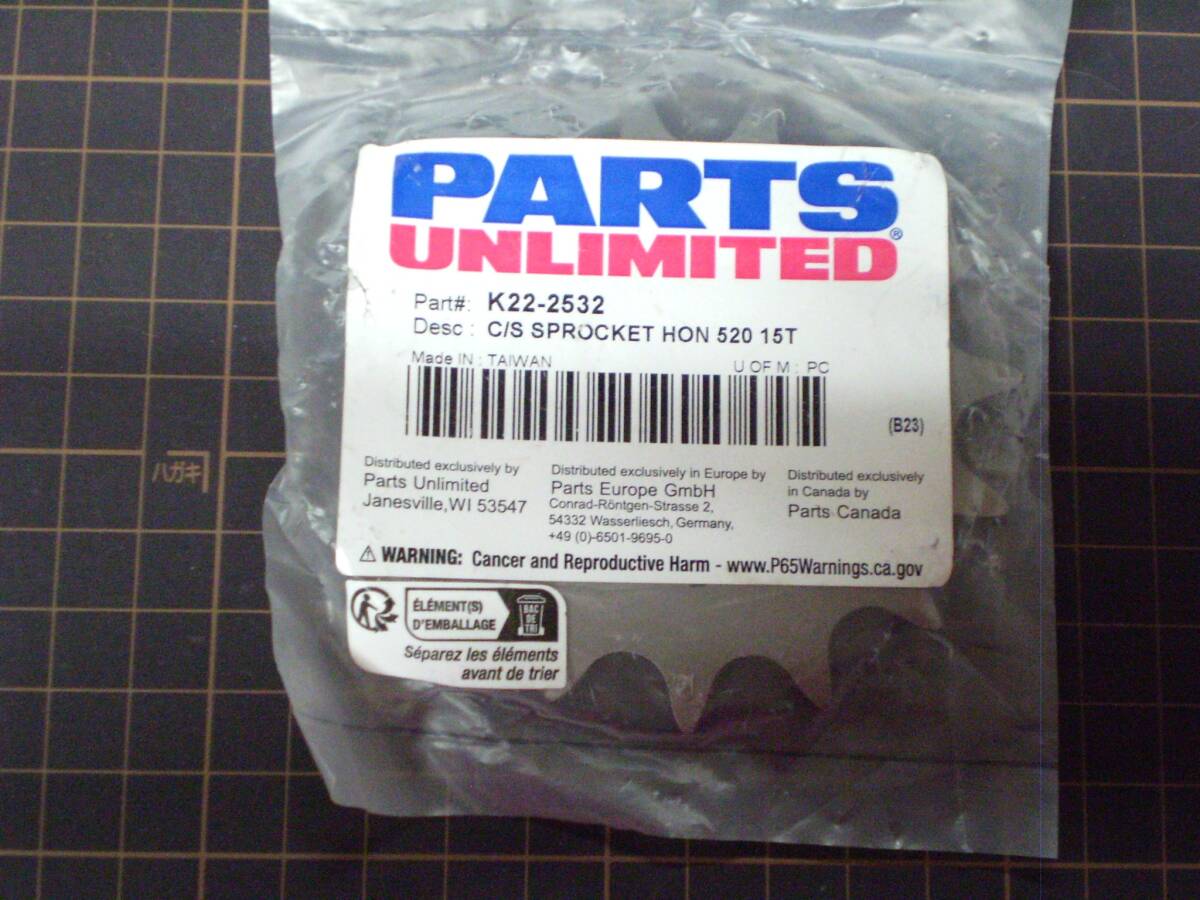 PARTS
UNLIMITED®
Part#: K22-2532
Desc : C/S SPROCKET HON 520 15T
Made IN : TAIWAN U OF M : PC
(B23)
Distributed exclusively by
Parts Unlimited
Janesville,WI 53547
Distributed exclusively in Europe by
Parts Europe GmbH
Conrad-Röntgen-Strasse 2,
54332 Wasserliesch, Germany,
+49 (0)-6501-9695-0
Distributed exclusively
in Canada by
Parts Canada
⚠ WARNING: Cancer and Reproductive Harm - www.P65Warnings.ca.gov
ÉLÉMENT(S)
D'EMBALLAGE
BAC
DE
TRI
Séparez les éléments
avant de trier
ハガキ